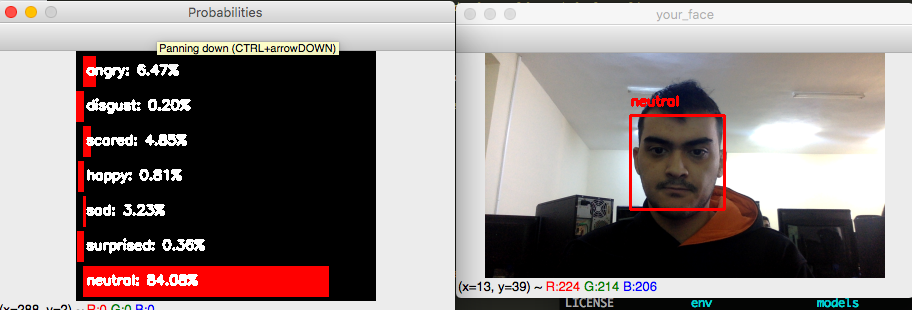 Probabilities
Panning down (CTRL+arrowDOWN)
angry: 6.47%
disgust: 0.20%
scared: 4.85%
happy: 0.81%
sad: 3.23%
surprised: 0.36%
neutral: 84.08%
(x=288, y=2) ~ R:0 G:0 B:0
your_face
neutral
(x=13, y=39) ~ R:224 G:214 B:206
LICENSE env models